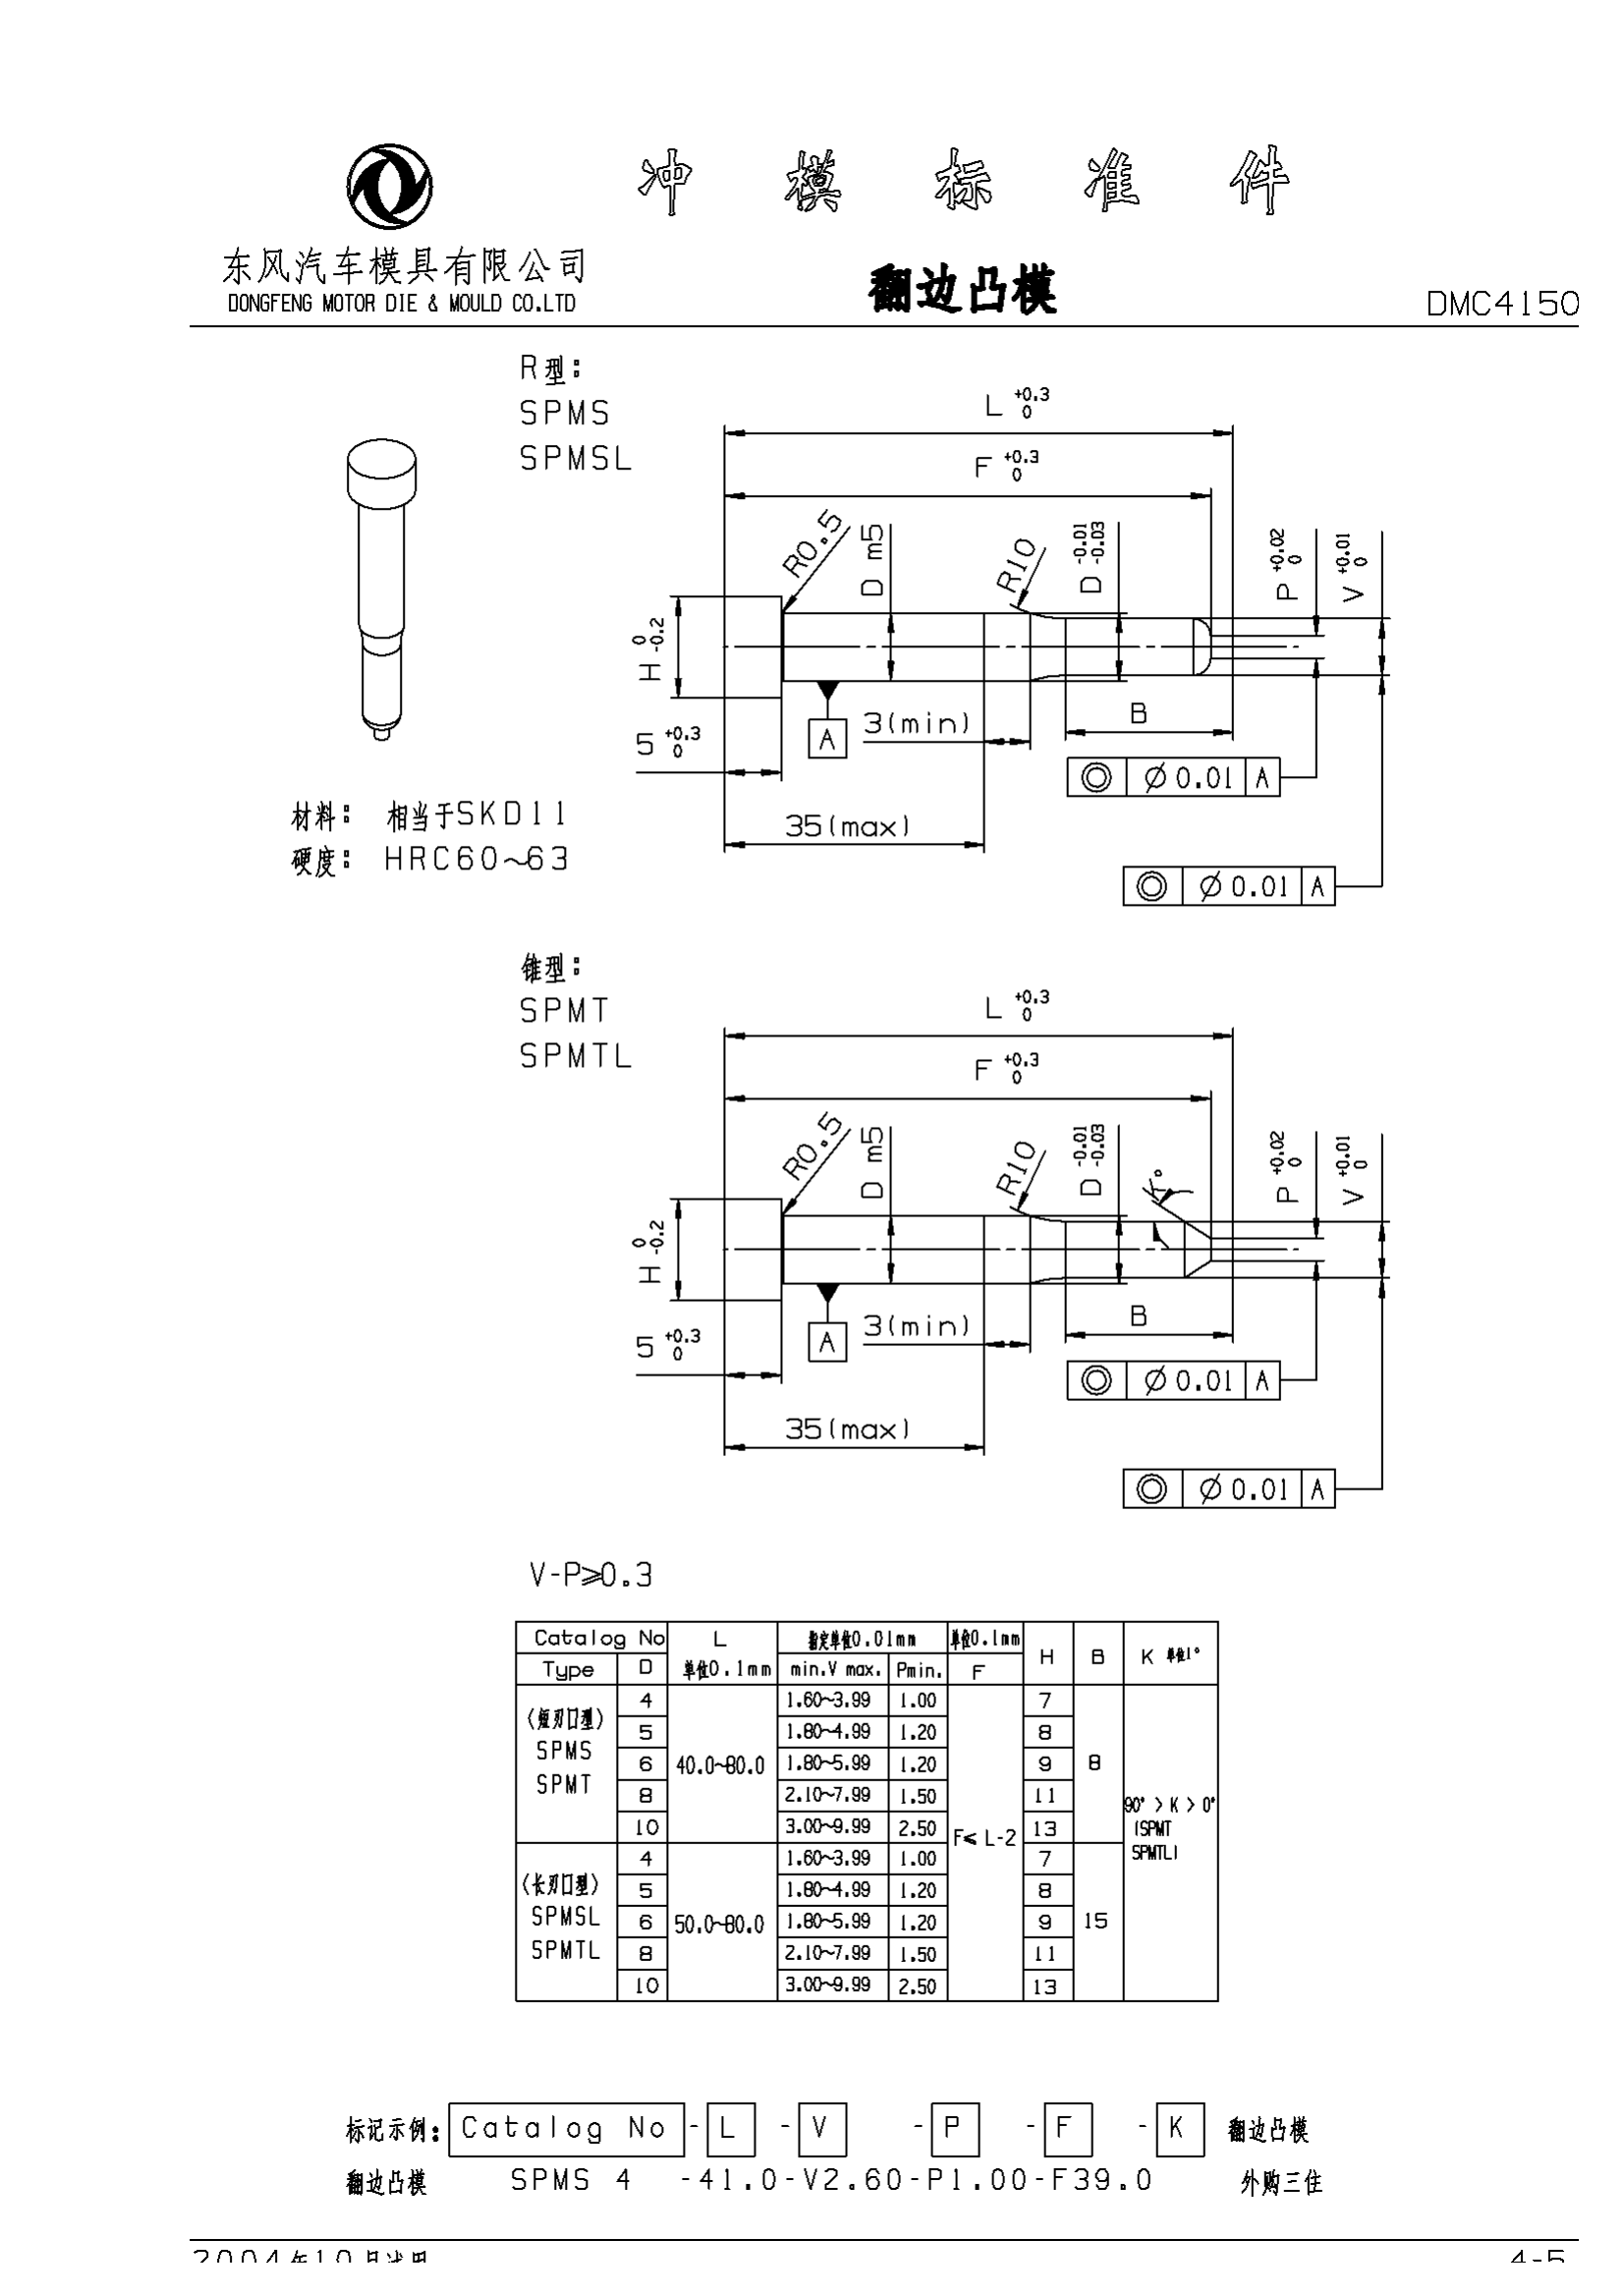 冲 模 标 准 件
东风汽车模具有限公司
DONGFENG MOTOR DIE & MOULD CO.LTD
翻边凸模
DMC4150
R型:
SPMS
SPMSL
L +0.3 0
F +0.3 0
R0.5
D m5
R10
D -0.01 -0.03
P +0.02 0
V +0.01 0
H 0 -0.2
5 +0.3 0
A
3(min)
B
◎ ∅0.01 A
35(max)
◎ ∅0.01 A
材料: 相当于SKD11
硬度: HRC60~63
锥型:
SPMT
SPMTL
L +0.3 0
F +0.3 0
R0.5
D m5
R10
D -0.01 -0.03
K°
P +0.02 0
V +0.01 0
H 0 -0.2
5 +0.3 0
A
3(min)
B
◎ ∅0.01 A
35(max)
◎ ∅0.01 A
V-P≥0.3
Catalog No L 指定单位0.01mm 单位0.1mm H B K 单位1°
Type D 单位0.1mm min.V max. Pmin. F
(短刃口型) SPMS SPMT 40.0~80.0 8
4 1.60~3.99 1.00 7
5 1.80~4.99 1.20 8
6 1.80~5.99 1.20 9
8 2.10~7.99 1.50 11
10 3.00~9.99 2.50 13
F≤ L-2
90° > K > 0°
(SPMT
SPMTL)
(长刃口型) SPMSL SPMTL 50.0~80.0 15
4 1.60~3.99 1.00 7
5 1.80~4.99 1.20 8
6 1.80~5.99 1.20 9
8 2.10~7.99 1.50 11
10 3.00~9.99 2.50 13
标记示例: Catalog No - L - V - P - F - K 翻边凸模
翻边凸模 SPMS 4 -41.0-V2.60-P1.00-F39.0 外购三住
2004年10月
4-5